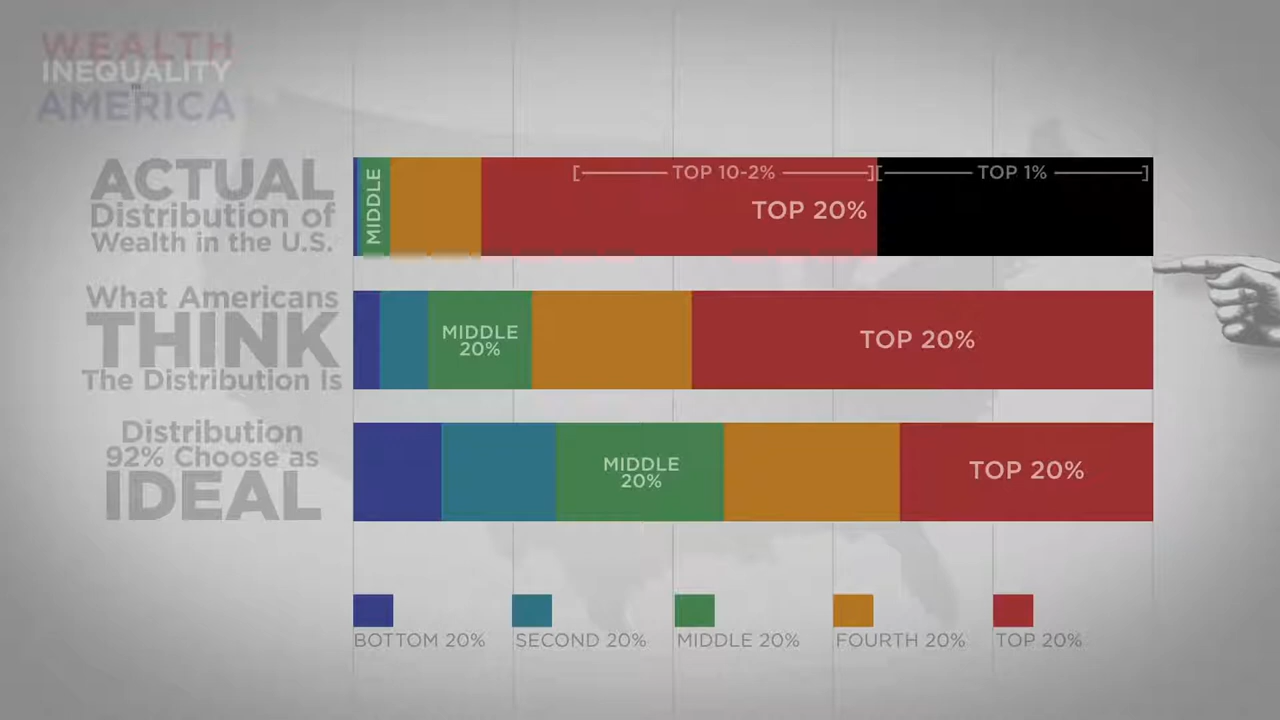 WEALTH
INEQUALITY
IN
AMERICA
ACTUAL
Distribution of
Wealth in the U.S.
MIDDLE
TOP 10-2%
TOP 1%
TOP 20%
What Americans
THINK
The Distribution Is
MIDDLE
20%
TOP 20%
Distribution
92% Choose as
IDEAL
MIDDLE
20%
TOP 20%
BOTTOM 20%
SECOND 20%
MIDDLE 20%
FOURTH 20%
TOP 20%